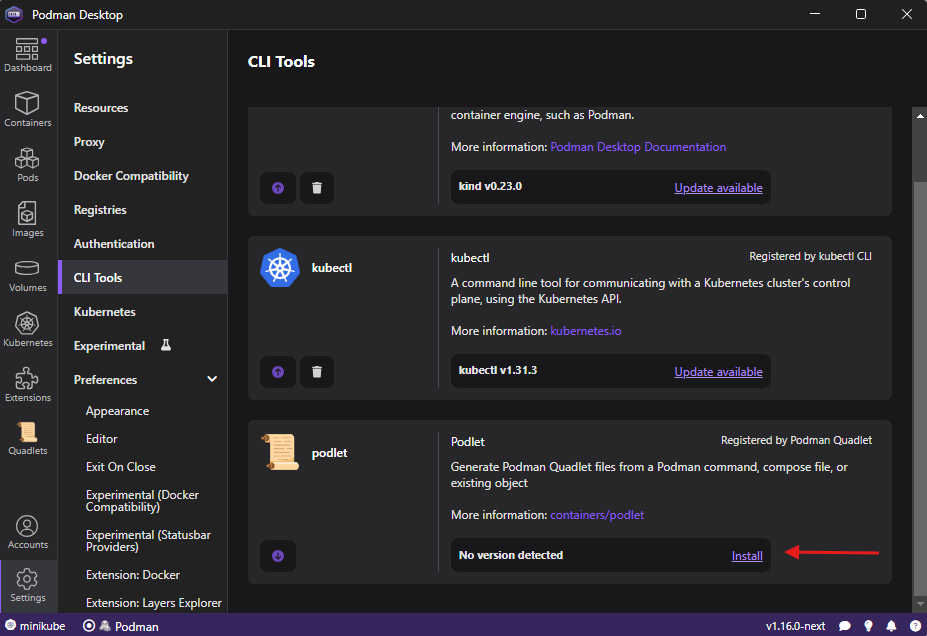 Podman Desktop
Dashboard
Containers
Pods
Images
Volumes
Kubernetes
Extensions
Quadlets
Accounts
Settings
Settings
Resources
Proxy
Docker Compatibility
Registries
Authentication
CLI Tools
Kubernetes
Experimental
Preferences
Appearance
Editor
Exit On Close
Experimental (Docker
Compatibility)
Experimental (Statusbar
Providers)
Extension: Docker
Extension: Layers Explorer
CLI Tools
container engine, such as Podman.
More information: Podman Desktop Documentation
kind v0.23.0 Update available
kubectl
kubectl Registered by kubectl CLI
A command line tool for communicating with a Kubernetes cluster's control
plane, using the Kubernetes API.
More information: kubernetes.io
kubectl v1.31.3 Update available
podlet
Podlet Registered by Podman Quadlet
Generate Podman Quadlet files from a Podman command, compose file, or
existing object
More information: containers/podlet
No version detected Install
minikube Podman v1.16.0-next